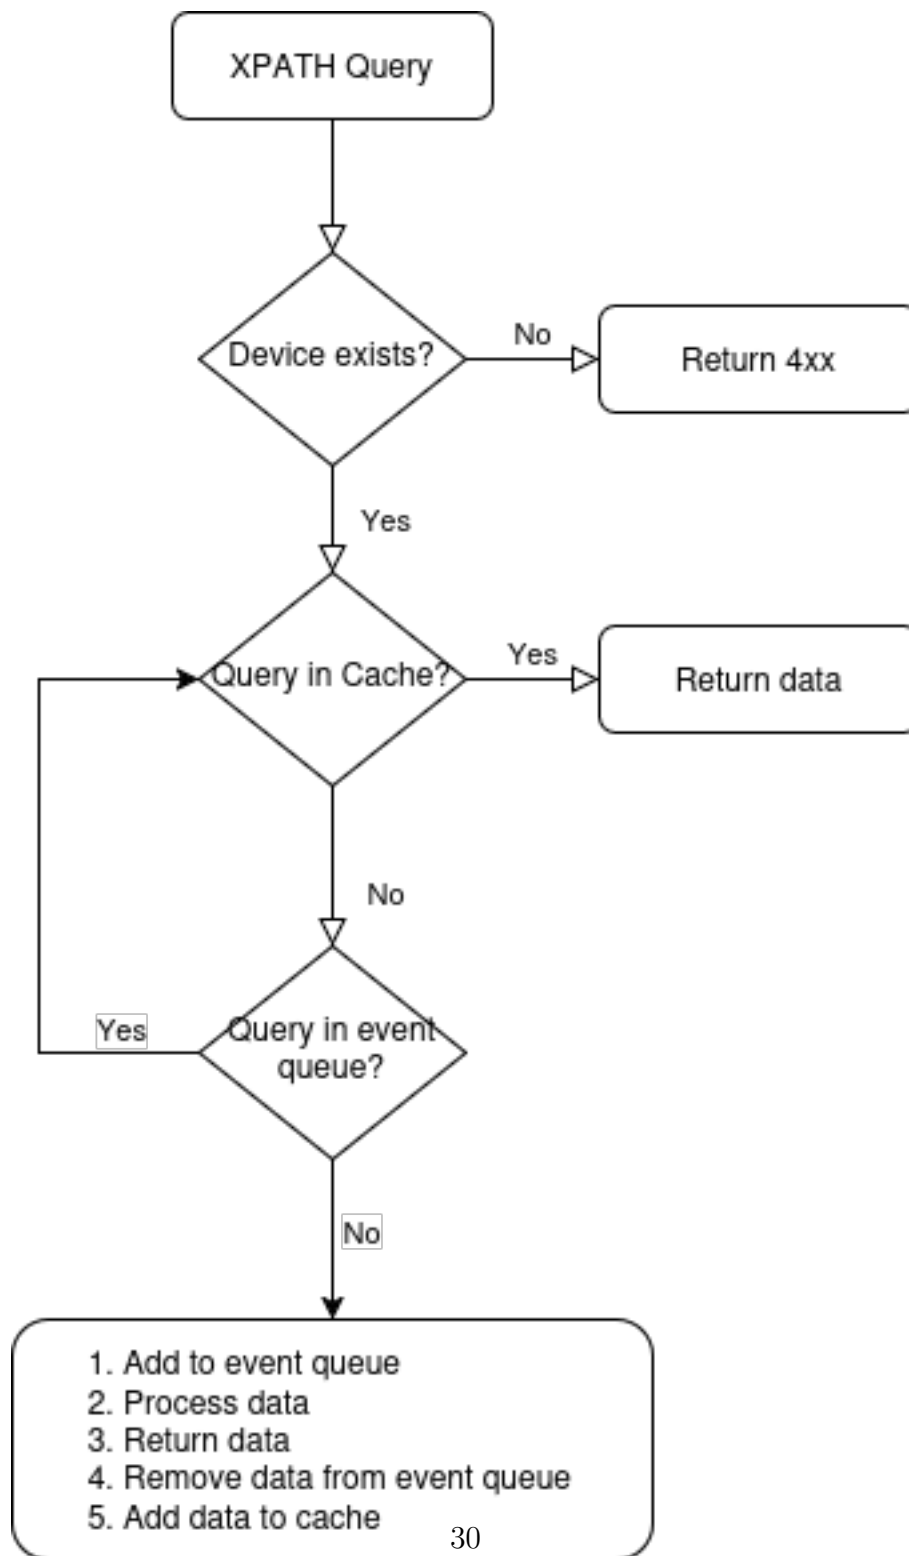 XPATH Query
Device exists?
No
Return 4xx
Yes
Query in Cache?
Yes
Return data
No
Query in event
queue?
Yes
No
1. Add to event queue
2. Process data
3. Return data
4. Remove data from event queue
5. Add data to cache
30